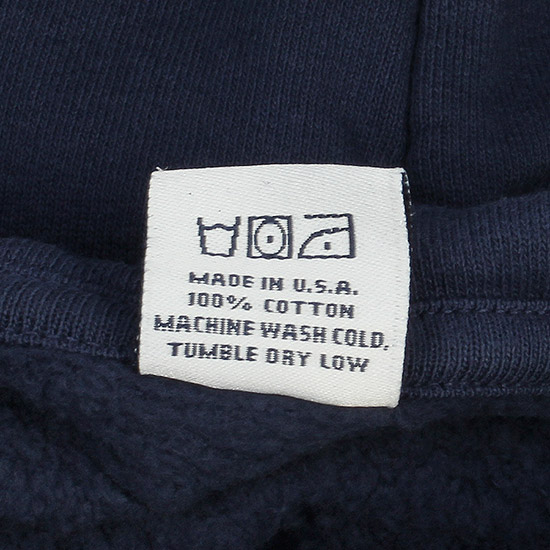 MADE IN U.S.A.
100% COTTON
MACHINE WASH COLD.
TUMBLE DRY LOW